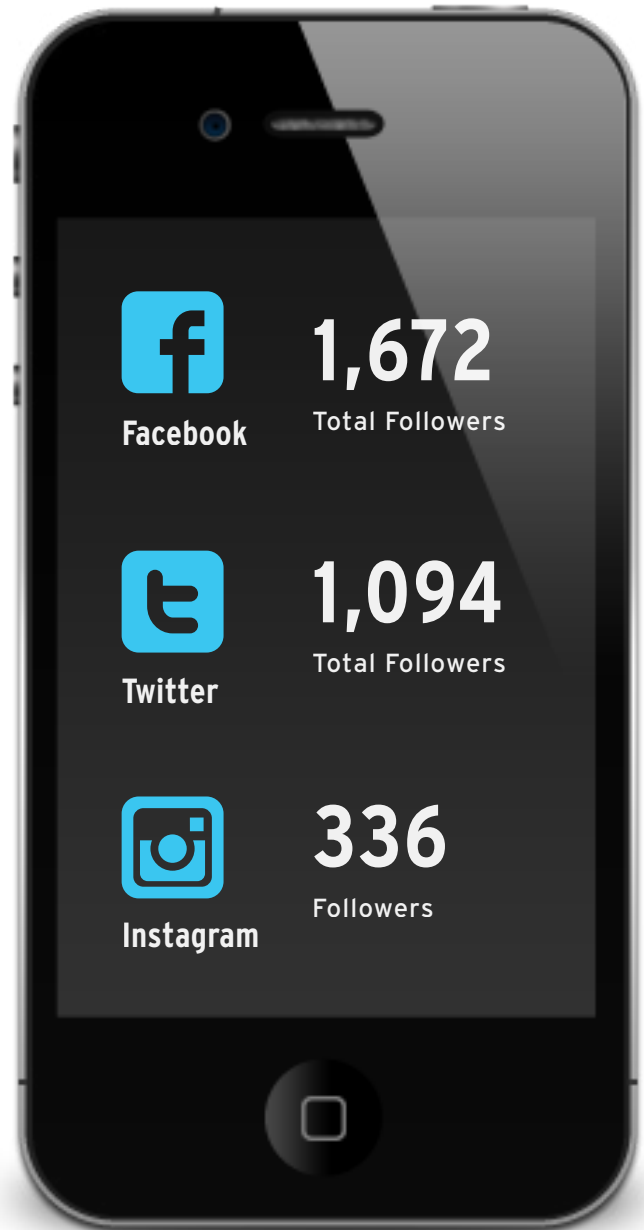 1,672
Total Followers
Facebook
1,094
Total Followers
Twitter
336
Followers
Instagram